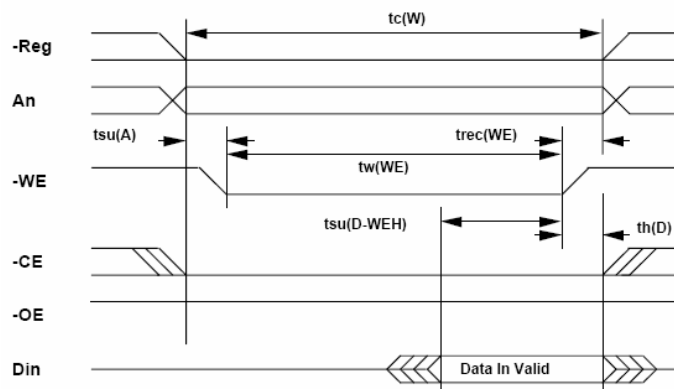 tc(W)
-Reg
An
tsu(A)
trec(WE)
tw(WE)
-WE
tsu(D-WEH)
th(D)
-CE
-OE
Din
Data In Valid